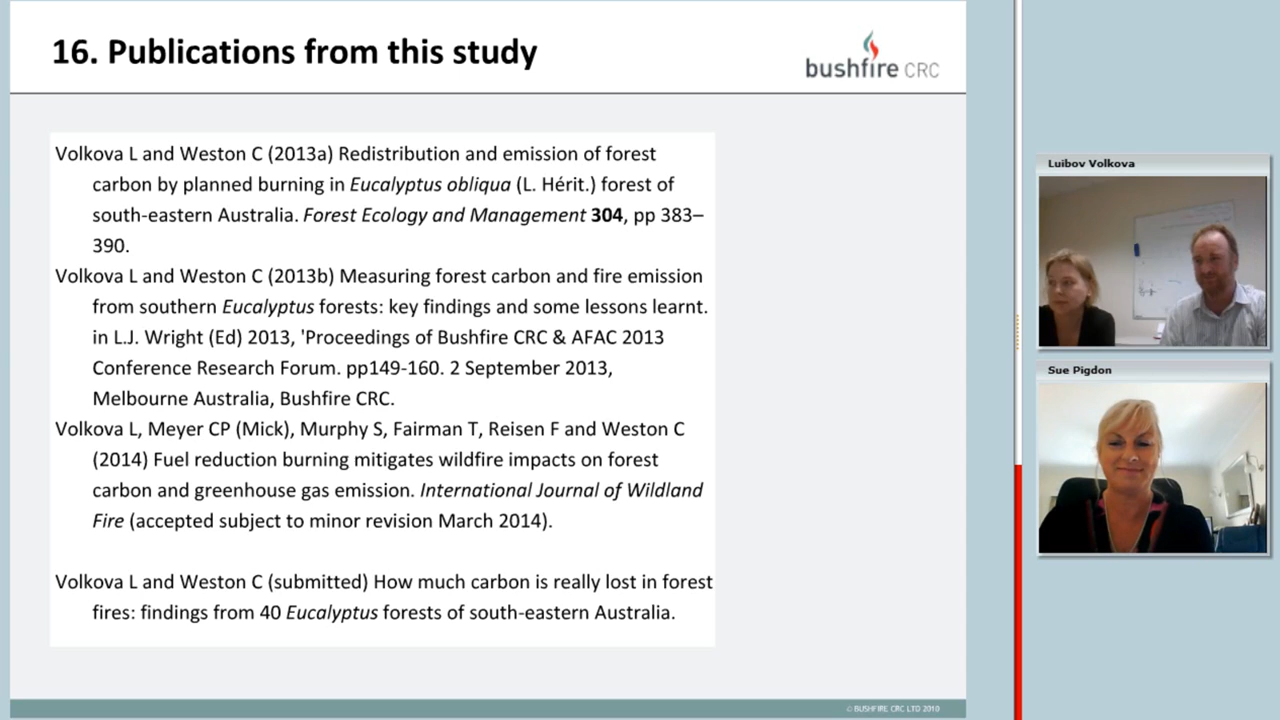 16. Publications from this study
bushfire CRC
Volkova L and Weston C (2013a) Redistribution and emission of forest
carbon by planned burning in Eucalyptus obliqua (L. Hérit.) forest of
south-eastern Australia. Forest Ecology and Management 304, pp 383–
390.
Volkova L and Weston C (2013b) Measuring forest carbon and fire emission
from southern Eucalyptus forests: key findings and some lessons learnt.
in L.J. Wright (Ed) 2013, 'Proceedings of Bushfire CRC & AFAC 2013
Conference Research Forum. pp149-160. 2 September 2013,
Melbourne Australia, Bushfire CRC.
Volkova L, Meyer CP (Mick), Murphy S, Fairman T, Reisen F and Weston C
(2014) Fuel reduction burning mitigates wildfire impacts on forest
carbon and greenhouse gas emission. International Journal of Wildland
Fire (accepted subject to minor revision March 2014).
Volkova L and Weston C (submitted) How much carbon is really lost in forest
fires: findings from 40 Eucalyptus forests of south-eastern Australia.
© BUSHFIRE CRC LTD 2010
Luibov Volkova
Sue Pigdon